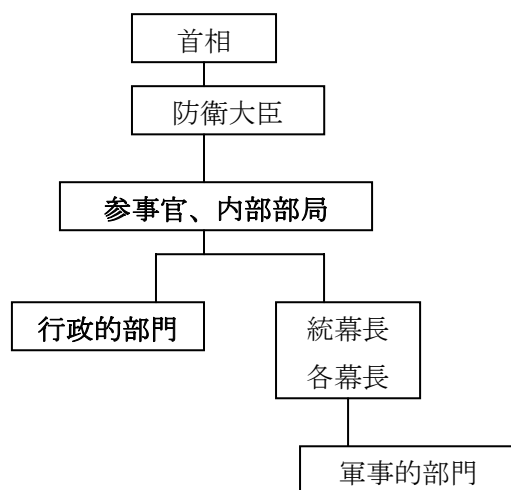 首相
防衛大臣
参事官、内部部局
行政的部門
統幕長
各幕長
軍事的部門